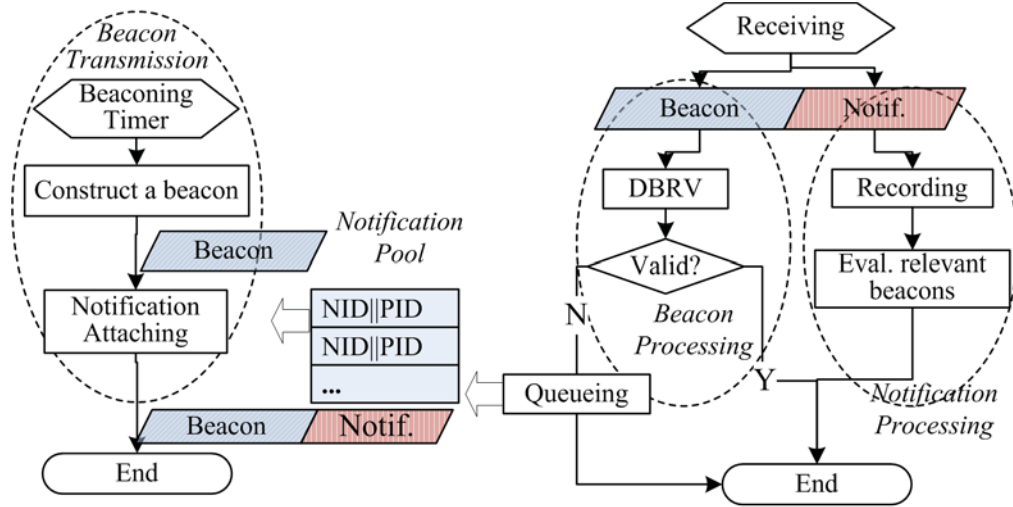 Beacon
Transmission
Beaconing
Timer
Construct a beacon
Beacon
Notification
Pool
Notification
Attaching
NID||PID
NID||PID
...
Beacon
Notif.
End
Receiving
Beacon
Notif.
DBRV
Recording
Valid?
Eval. relevant
beacons
N
Beacon
Processing
Y
Queueing
Notification
Processing
End